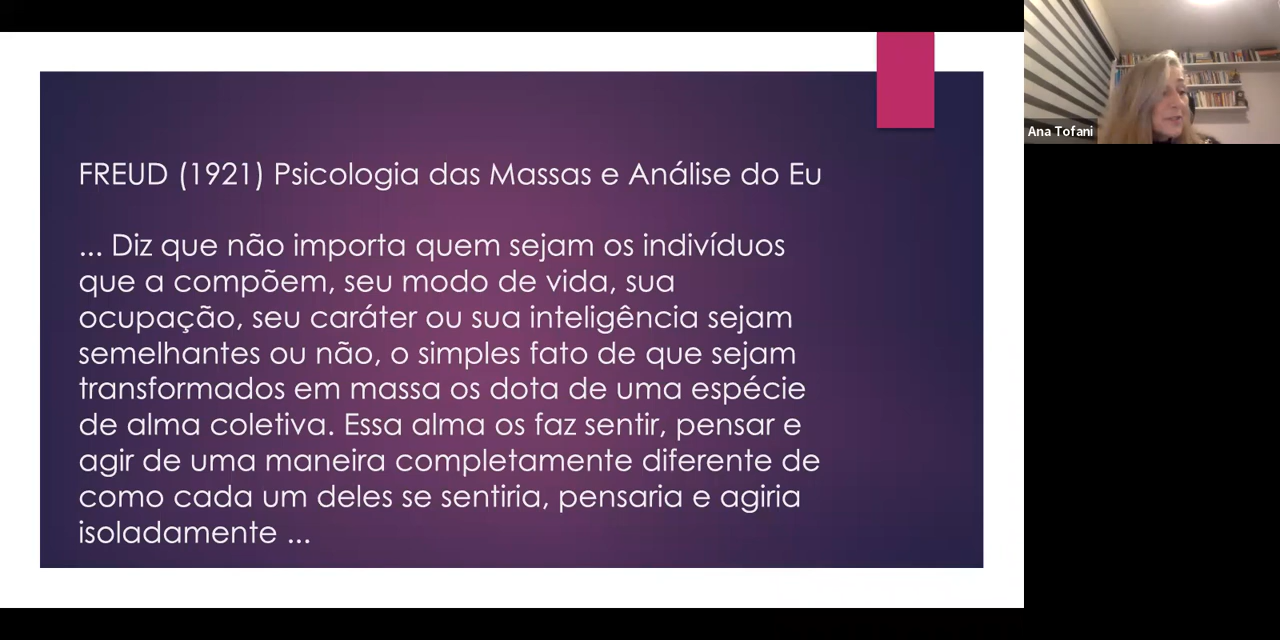 FREUD (1921) Psicologia das Massas e Análise do Eu
... Diz que não importa quem sejam os indivíduos
que a compõem, seu modo de vida, sua
ocupação, seu caráter ou sua inteligência sejam
semelhantes ou não, o simples fato de que sejam
transformados em massa os dota de uma espécie
de alma coletiva. Essa alma os faz sentir, pensar e
agir de uma maneira completamente diferente de
como cada um deles se sentiria, pensaria e agiria
isoladamente ...
Ana Tofani